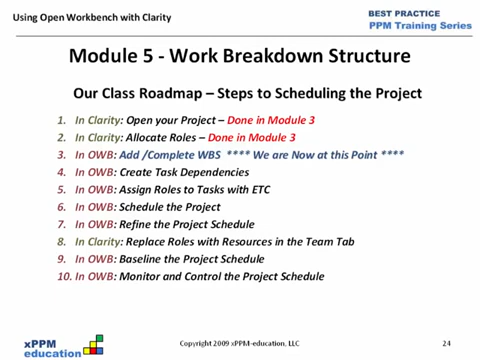 Using Open Workbench with Clarity
BEST PRACTICE
PPM Training Series
Module 5 - Work Breakdown Structure
Our Class Roadmap – Steps to Scheduling the Project
1. In Clarity: Open your Project – Done in Module 3
2. In Clarity: Allocate Roles – Done in Module 3
3. In OWB: Add /Complete WBS **** We are Now at this Point ****
4. In OWB: Create Task Dependencies
5. In OWB: Assign Roles to Tasks with ETC
6. In OWB: Schedule the Project
7. In OWB: Refine the Project Schedule
8. In Clarity: Replace Roles with Resources in the Team Tab
9. In OWB: Baseline the Project Schedule
10. In OWB: Monitor and Control the Project Schedule
xPPM
education
Copyright 2009 xPPM-education, LLC
24